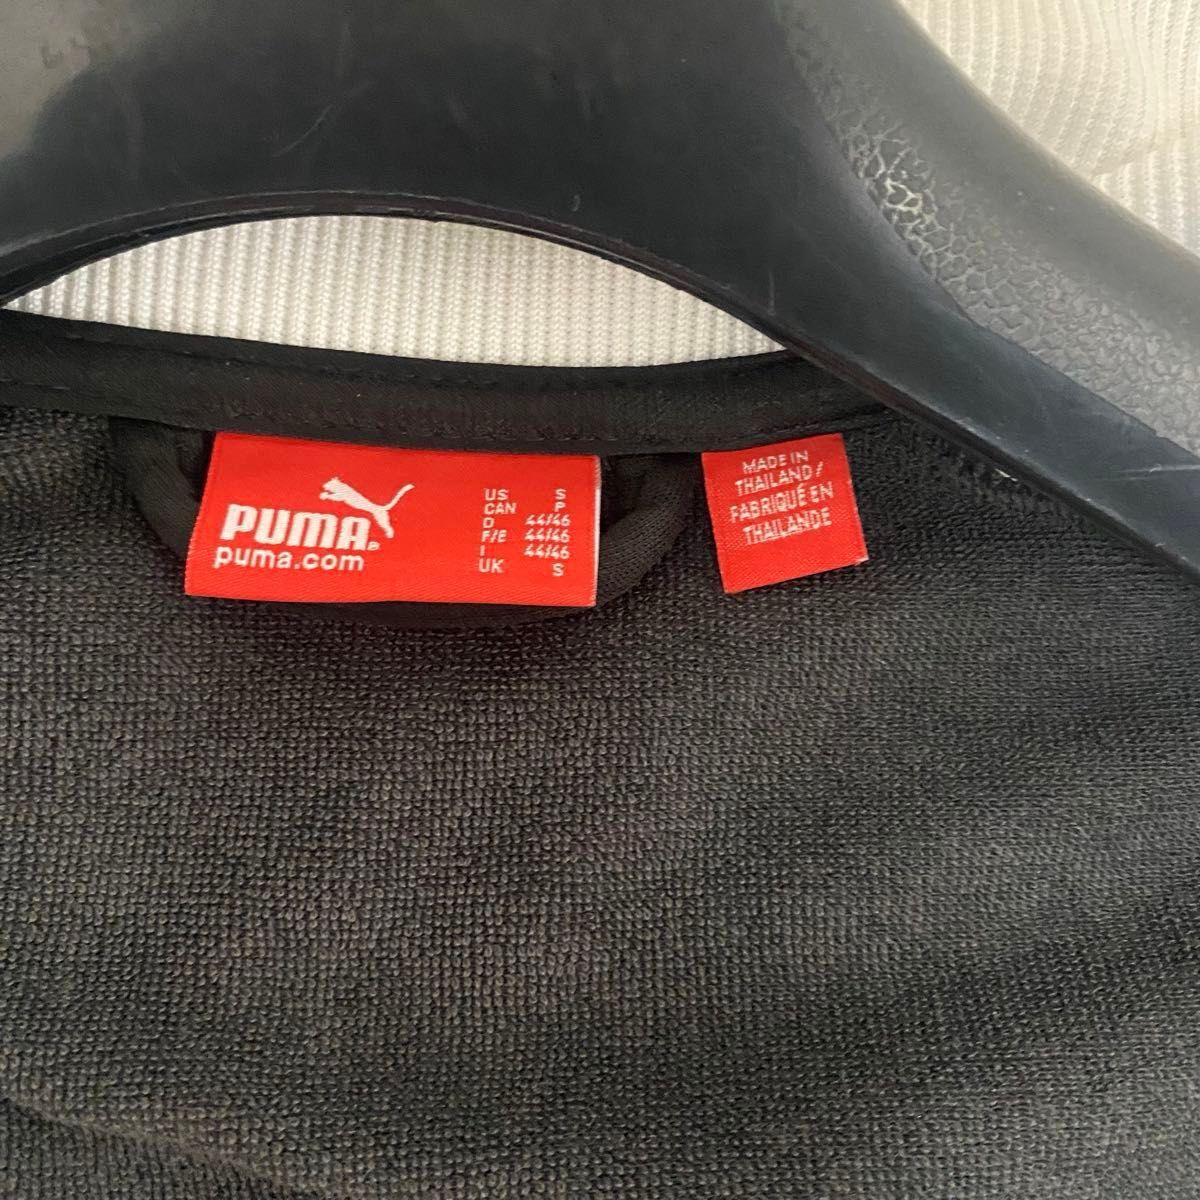 PUMA®
puma.com
US S
CAN P
D 44/46
F/E 44/46
I 44/46
UK S
MADE IN
THAILAND/
FABRIQUÉ EN
THAILANDE